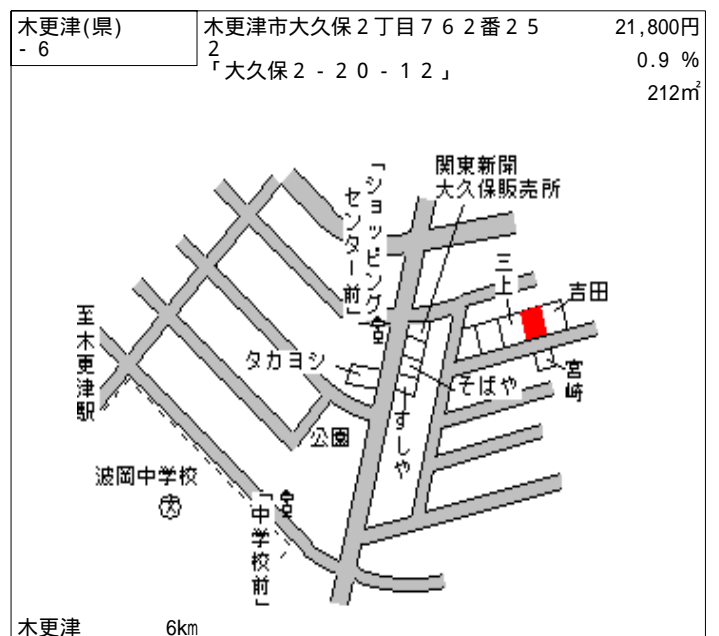 木更津(県)
- 6
木更津市大久保2丁目762番25
2
「大久保2-20-12」
21,800円
0.9 %
212㎡
関東新聞
大久保販売所
「ショッピング
センター前」
三上
吉田
至木更津駅
タカヨシ
そばや
宮崎
すしや
公園
波岡中学校
文
「中学校前」
木更津 6km